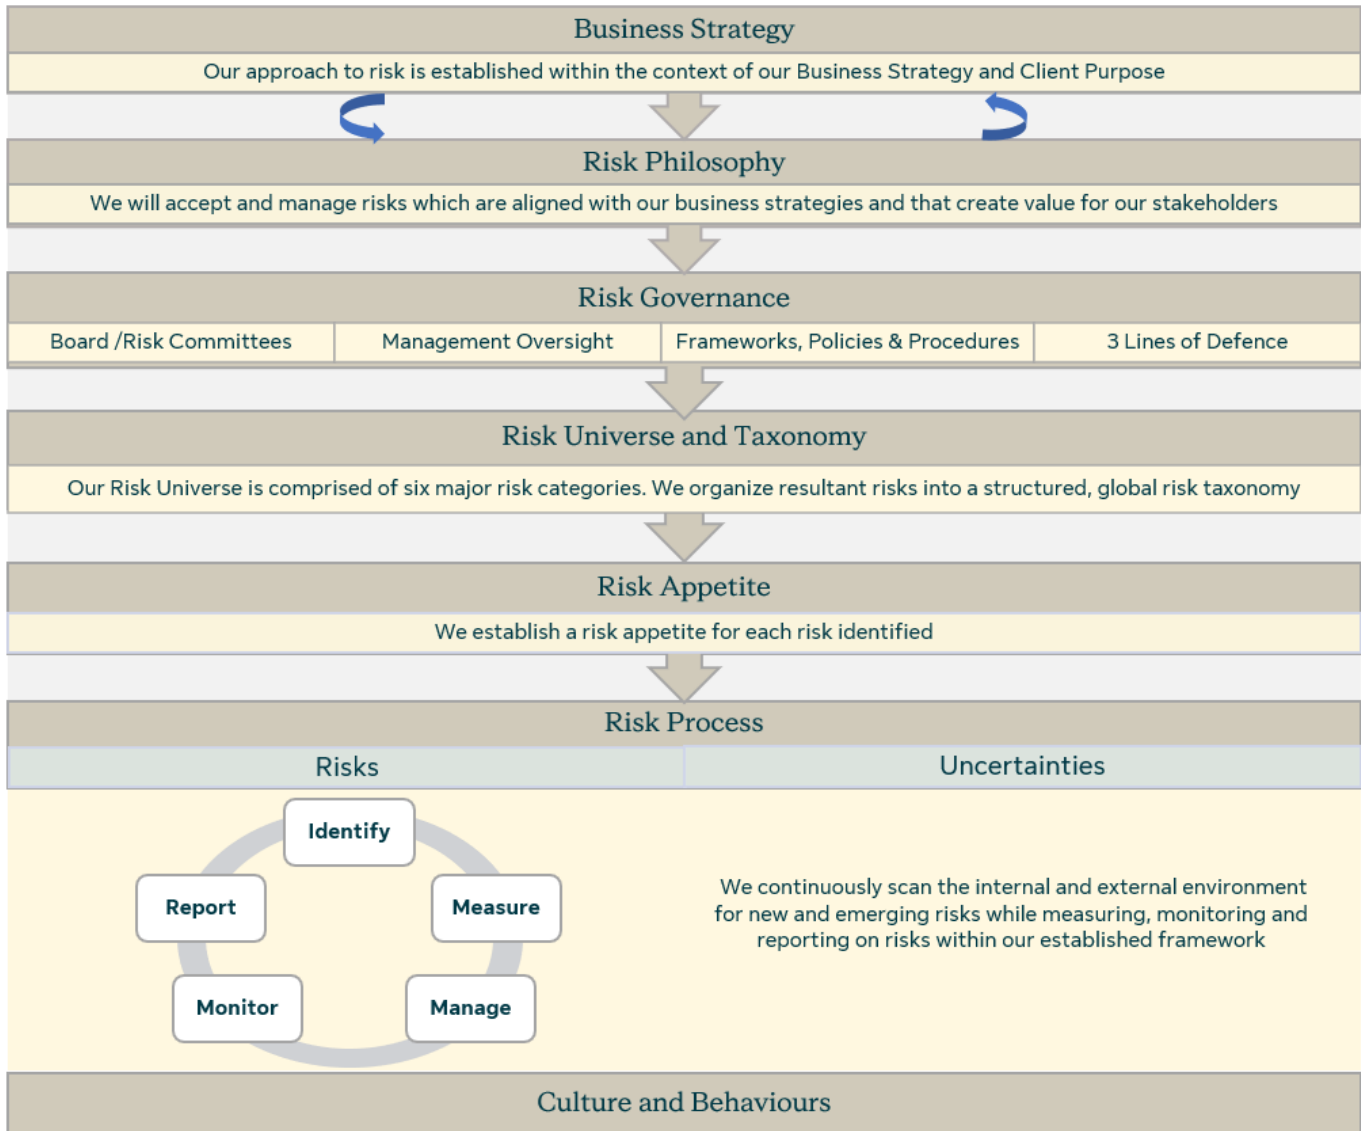 Business Strategy
Our approach to risk is established within the context of our Business Strategy and Client Purpose
Risk Philosophy
We will accept and manage risks which are aligned with our business strategies and that create value for our stakeholders
Risk Governance
Board /Risk Committees
Management Oversight
Frameworks, Policies & Procedures
3 Lines of Defence
Risk Universe and Taxonomy
Our Risk Universe is comprised of six major risk categories. We organize resultant risks into a structured, global risk taxonomy
Risk Appetite
We establish a risk appetite for each risk identified
Risk Process
Risks
Uncertainties
Identify
Measure
Manage
Monitor
Report
We continuously scan the internal and external environment
for new and emerging risks while measuring, monitoring and
reporting on risks within our established framework
Culture and Behaviours